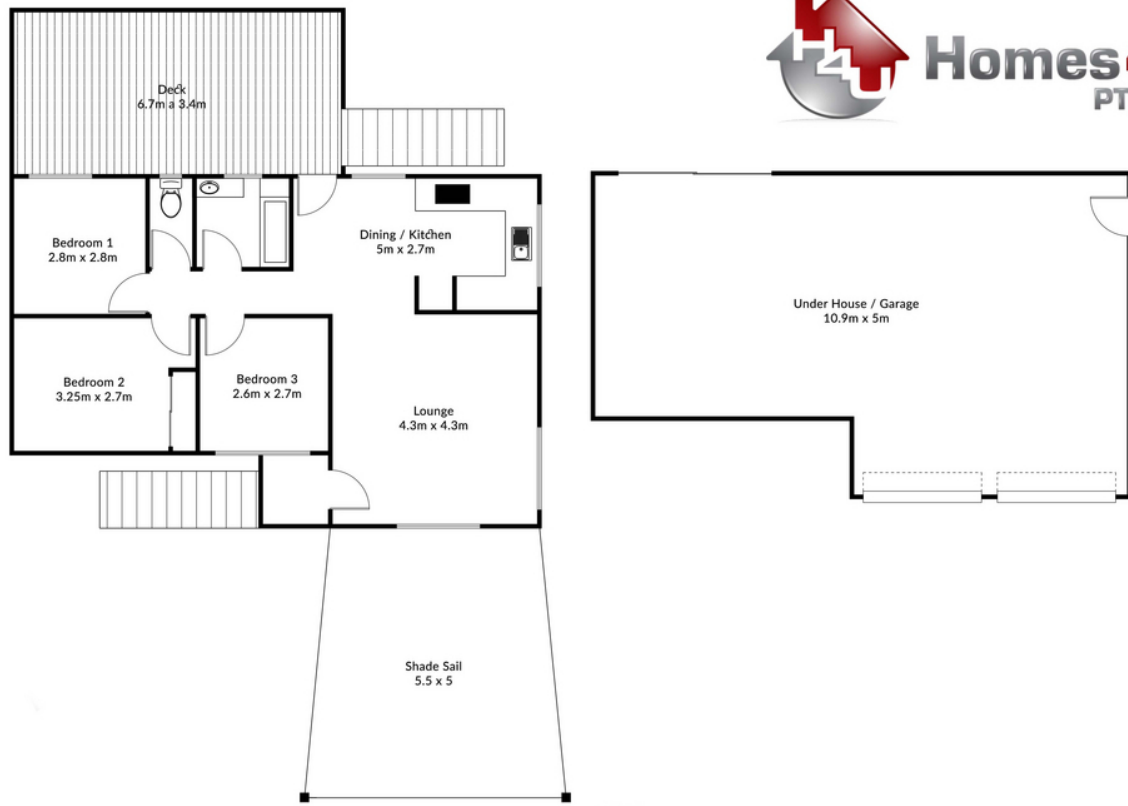 H4U
Homes
PT
Deck
6.7m a 3.4m
Bedroom 1
2.8m x 2.8m
Dining / Kitchen
5m x 2.7m
Under House / Garage
10.9m x 5m
Bedroom 2
3.25m x 2.7m
Bedroom 3
2.6m x 2.7m
Lounge
4.3m x 4.3m
Shade Sail
5.5 x 5